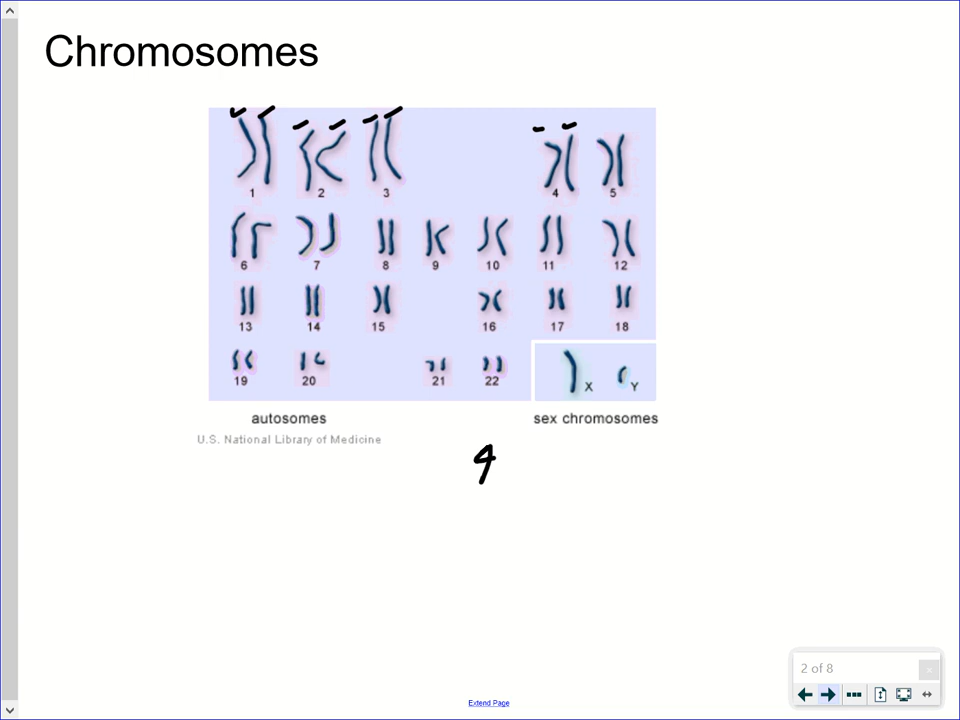 Chromosomes
1 2 3 4 5
6 7 8 9 10 11 12
13 14 15 16 17 18
19 20 21 22 X Y
autosomes sex chromosomes
U.S. National Library of Medicine
4
2 of 8
Extend Page